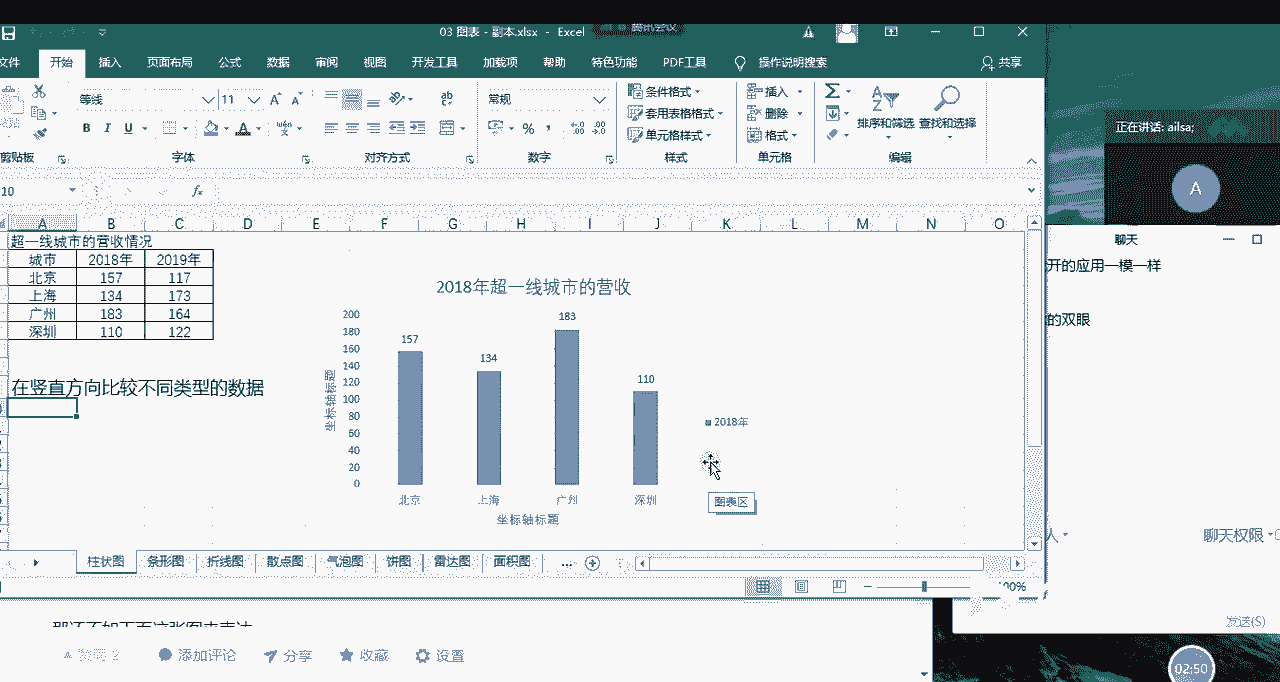 03 图表 - 副本.xlsx - Excel
文件 开始 插入 页面布局 公式 数据 审阅 视图 开发工具 加载项 帮助 特色功能 PDF工具 操作说明搜索 共享
等线 11 常规
B I U
条件格式 套用表格格式 单元格样式
插入 删除 格式
排序和筛选 查找和选择
剪贴板 字体 对齐方式 数字 样式 单元格 编辑
10 fx
A B C D E F G H I J K L M N O
超一线城市的营收情况
城市 2018年 2019年
北京 157 117
上海 134 173
广州 183 164
深圳 110 122
在竖直方向比较不同类型的数据
2018年超一线城市的营收
200
180
160
140
120
100
80
60
40
20
0
坐标轴标题
157 134 183 110
北京 上海 广州 深圳
坐标轴标题
2018年
图表区
柱状图 条形图 折线图 散点图 气泡图 饼图 雷达图 面积图 ...
添加评论 分享 收藏 设置
正在讲话: ailsa;
A
聊天
开的应用一模一样
的双眼
人 聊天权限
发送(S)
02:50